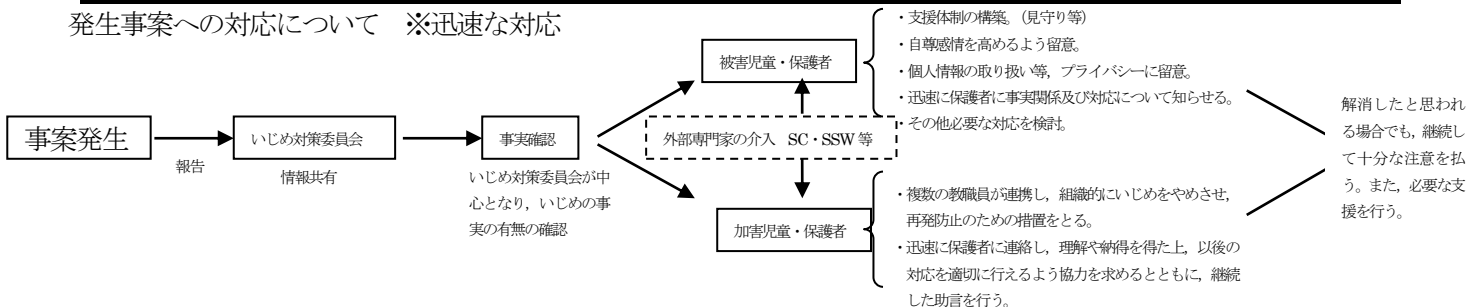 発生事案への対応について　※迅速な対応
事案発生
報告
いじめ対策委員会
情報共有
事実確認
いじめ対策委員会が中
心となり，いじめの事
実の有無の確認
被害児童・保護者
・支援体制の構築。（見守り等）
・自尊感情を高めるよう留意。
・個人情報の取り扱い等，プライバシーに留意。
・迅速に保護者に事実関係及び対応について知らせる。
・その他必要な対応を検討。
外部専門家の介入　SC・SSW 等
加害児童・保護者
・複数の教職員が連携し，組織的にいじめをやめさせ，
再発防止のための措置をとる。
・迅速に保護者に連絡し，理解や納得を得た上，以後の
対応を適切に行えるよう協力を求めるとともに，継続
した助言を行う。
解消したと思われ
る場合でも，継続し
て十分な注意を払
う。また，必要な支
援を行う。